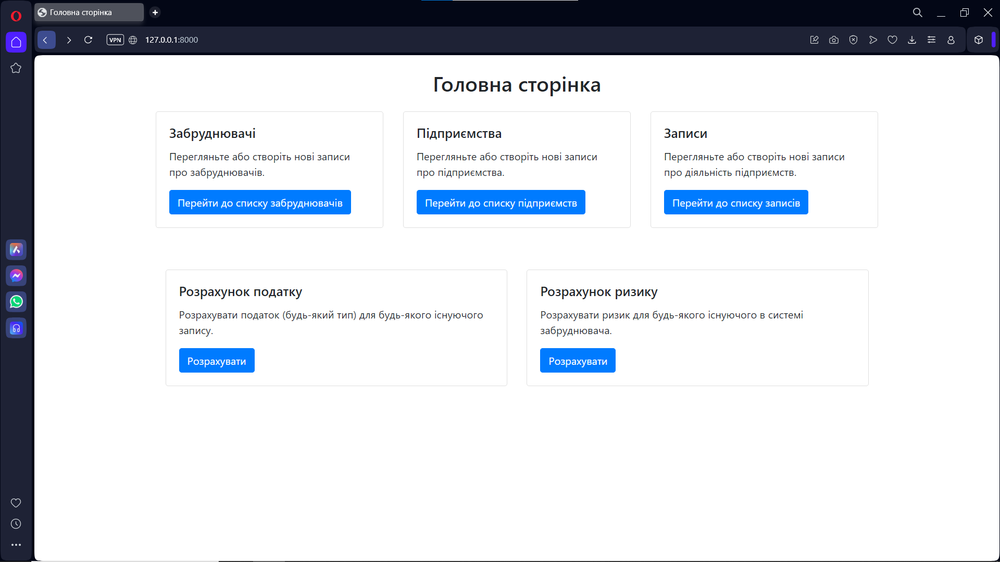 Головна сторінка
VPN
127.0.0.1:8000
Головна сторінка
Забруднювачі
Перегляньте або створіть нові записи
про забруднювачів.
Перейти до списку забруднювачів
Підприємства
Перегляньте або створіть нові записи
про підприємства.
Перейти до списку підприємств
Записи
Перегляньте або створіть нові записи
про діяльність підприємств.
Перейти до списку записів
Розрахунок податку
Розрахувати податок (будь-який тип) для будь-якого існуючого
запису.
Розрахувати
Розрахунок ризику
Розрахувати ризик для будь-якого існуючого в системі
забруднювача.
Розрахувати